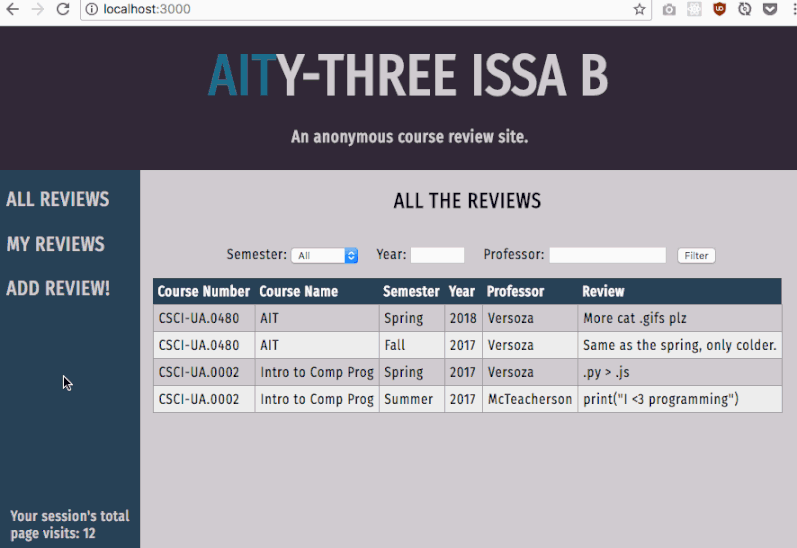 localhost:3000
AITY-THREE ISSA B
An anonymous course review site.
ALL REVIEWS
MY REVIEWS
ADD REVIEW!
Your session's total
page visits: 12
ALL THE REVIEWS
Semester: All Year: Professor: Filter
Course Number Course Name Semester Year Professor Review
CSCI-UA.0480 AIT Spring 2018 Versoza More cat .gifs plz
CSCI-UA.0480 AIT Fall 2017 Versoza Same as the spring, only colder.
CSCI-UA.0002 Intro to Comp Prog Spring 2017 Versoza .py > .js
CSCI-UA.0002 Intro to Comp Prog Summer 2017 McTeacherson print("I <3 programming")